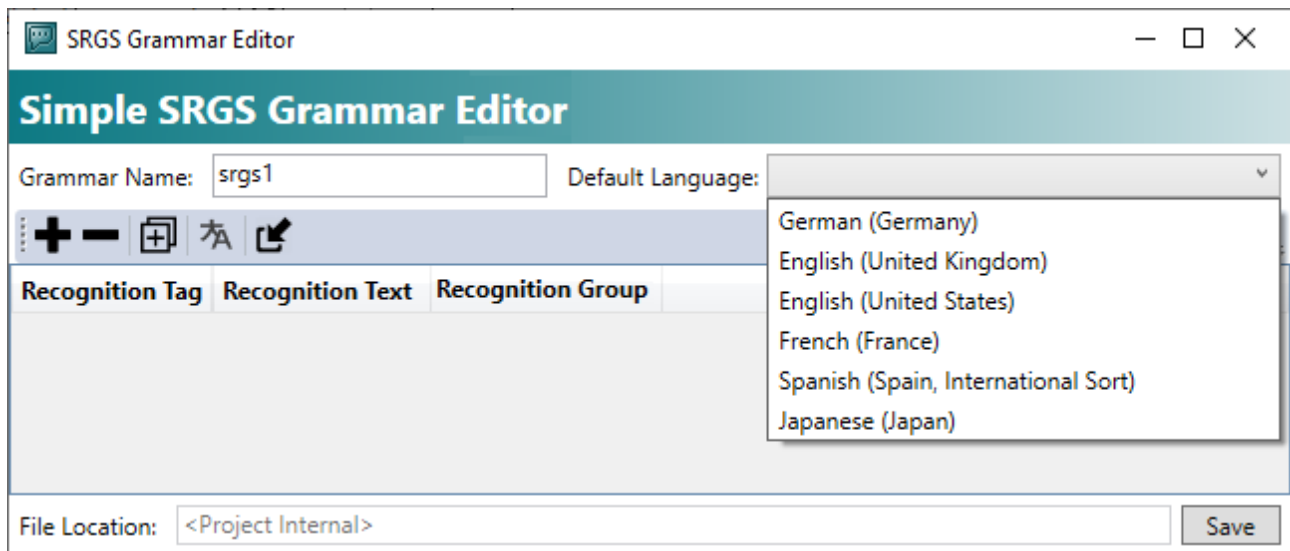 SRGS Grammar Editor
Simple SRGS Grammar Editor
Grammar Name: srgs1 Default Language:
German (Germany)
English (United Kingdom)
English (United States)
French (France)
Spanish (Spain, International Sort)
Japanese (Japan)
Recognition Tag Recognition Text Recognition Group
File Location: <Project Internal> Save